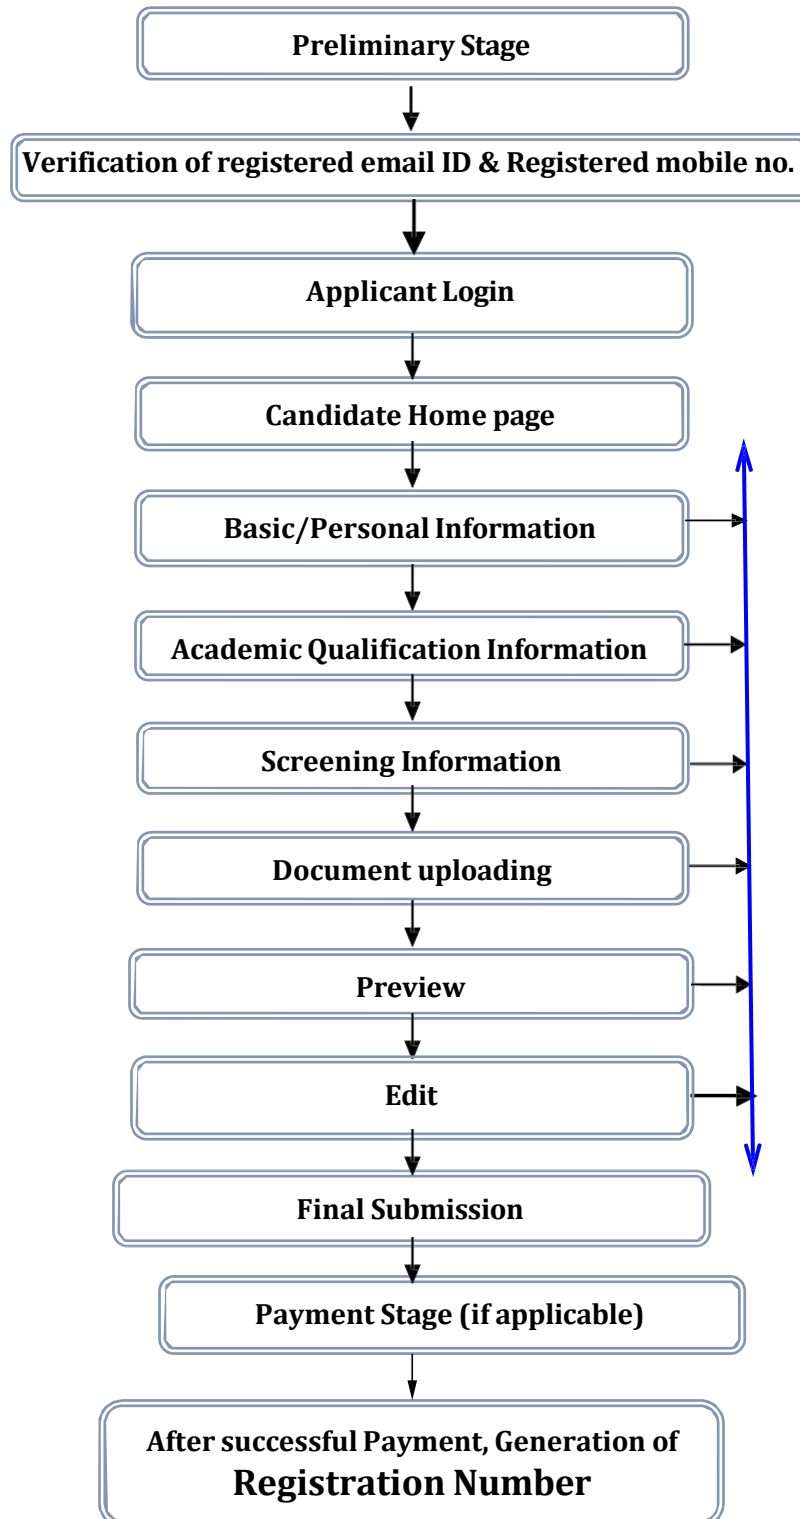 Preliminary Stage
Verification of registered email ID & Registered mobile no.
Applicant Login
Candidate Home page
Basic/Personal Information
Academic Qualification Information
Screening Information
Document uploading
Preview
Edit
Final Submission
Payment Stage (if applicable)
After successful Payment, Generation of
Registration Number